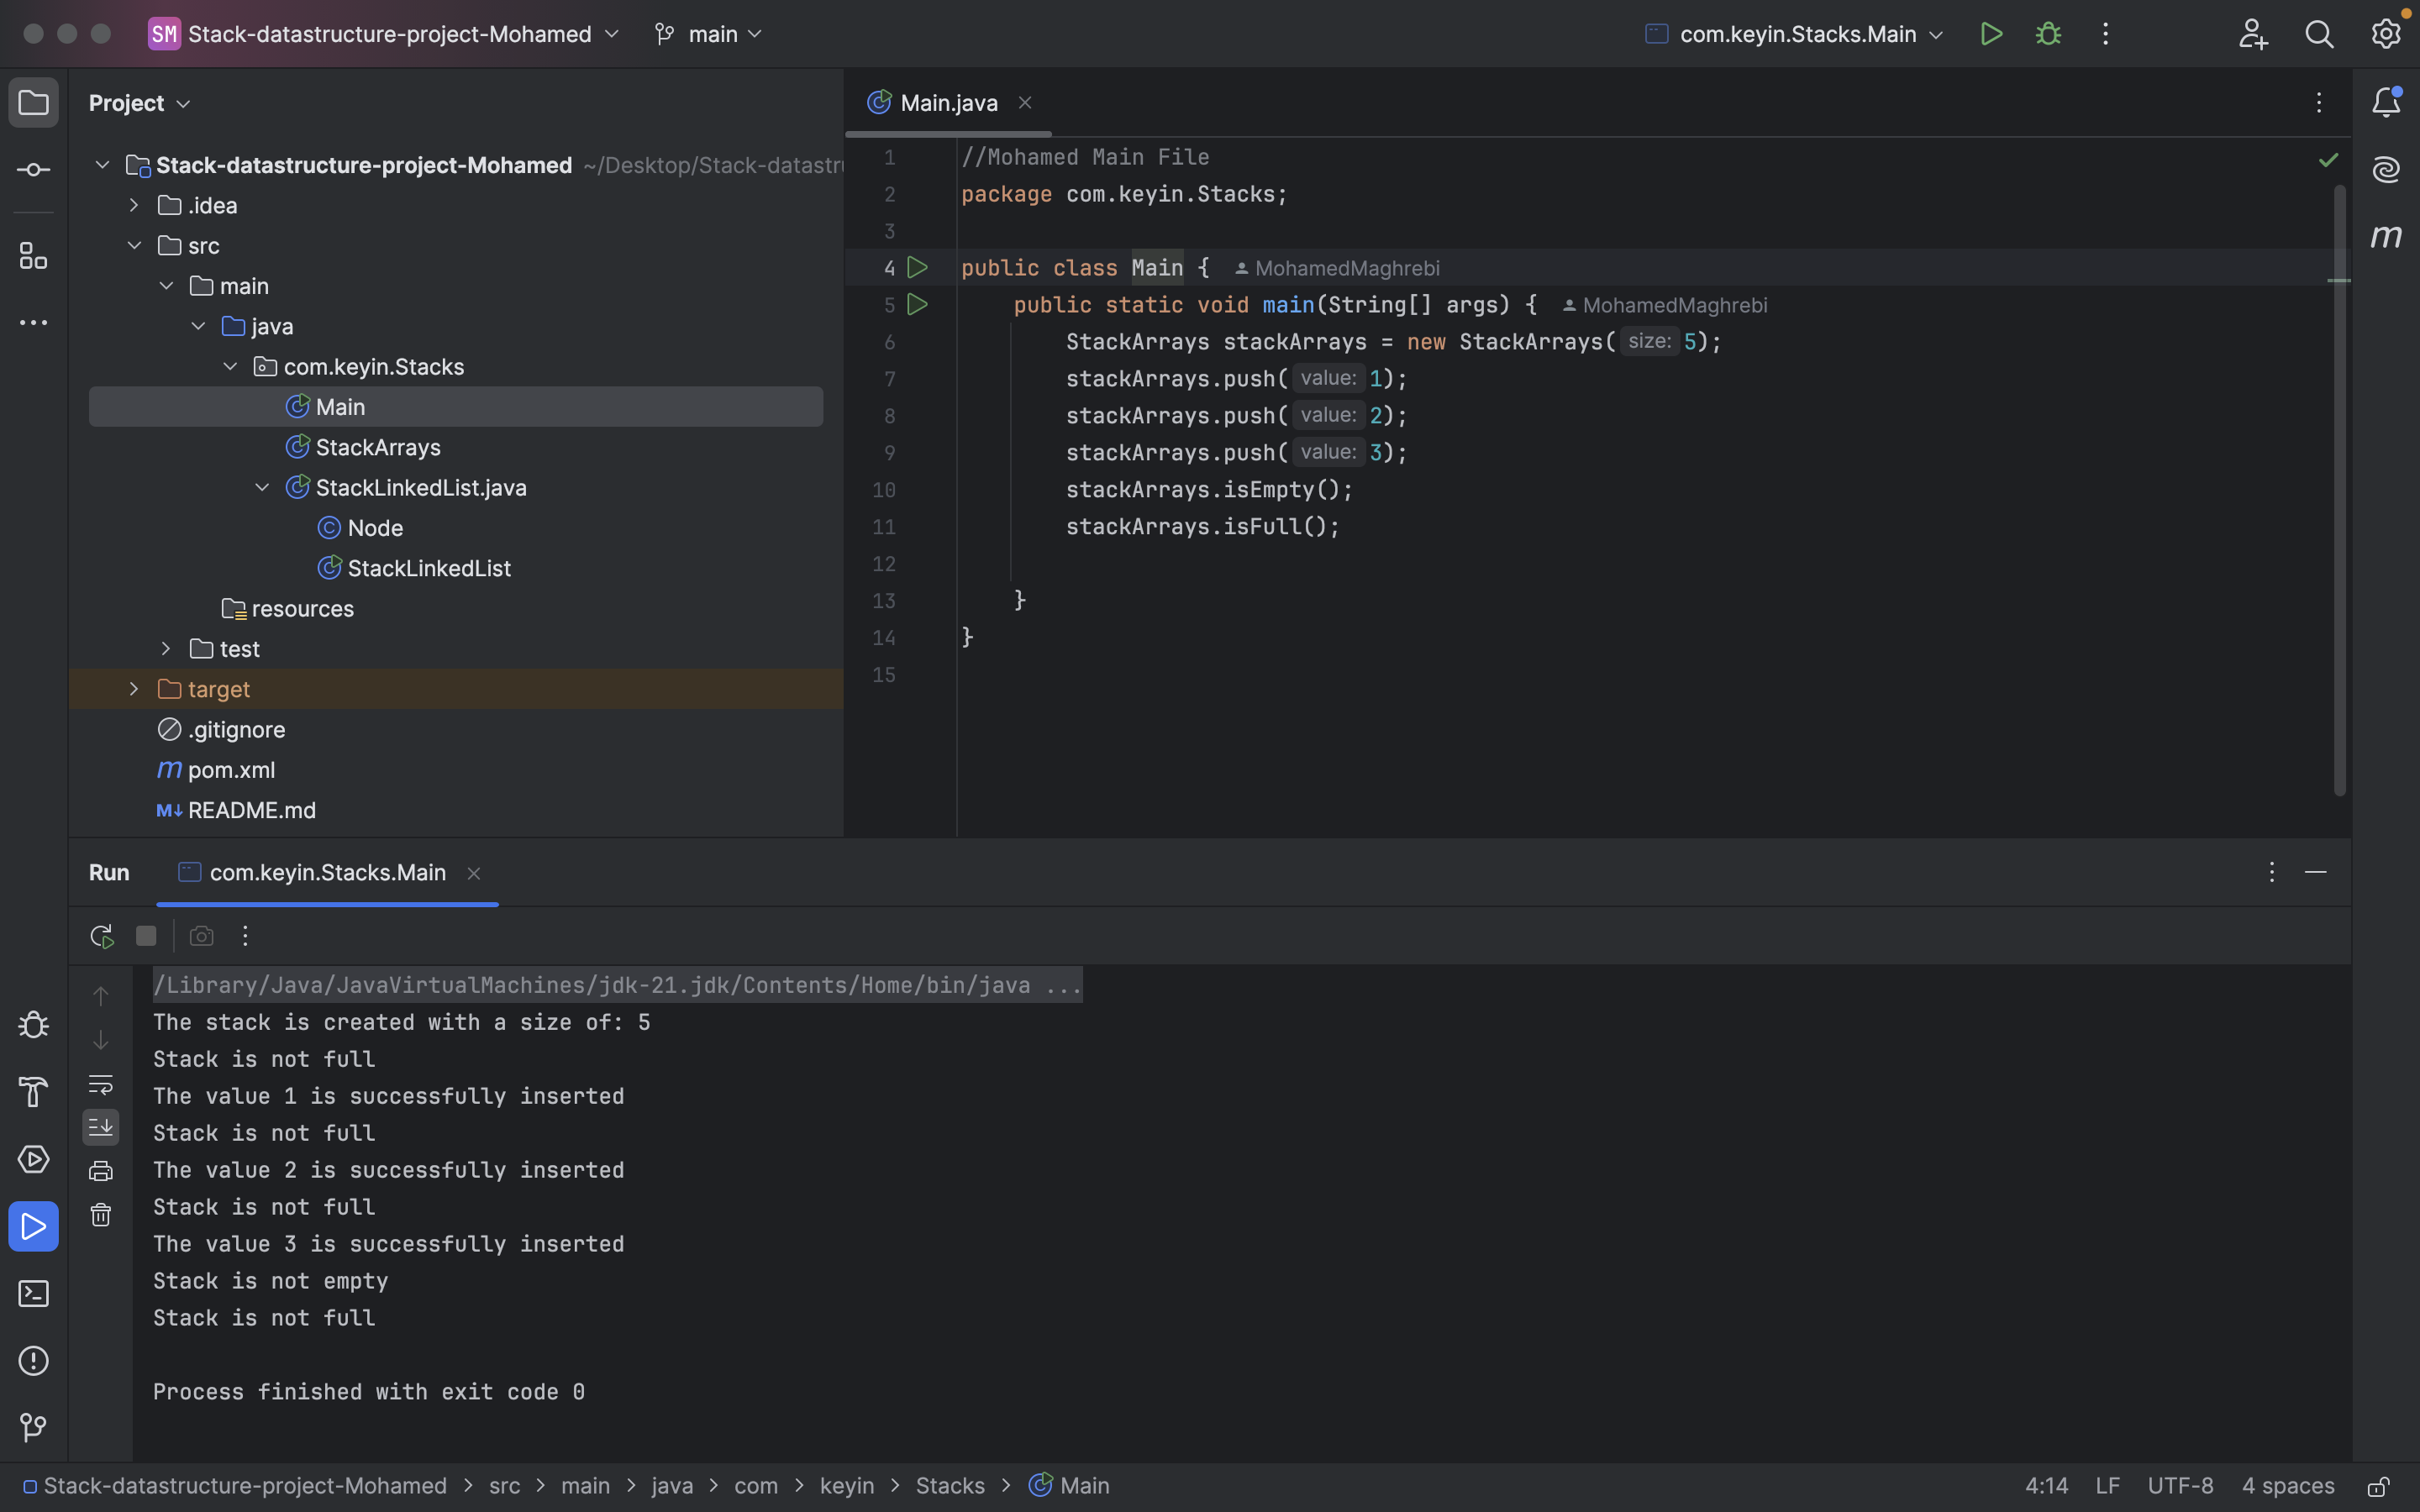 SM Stack-datastructure-project-Mohamed main com.keyin.Stacks.Main
Project
Stack-datastructure-project-Mohamed ~/Desktop/Stack-datastr
.idea
src
main
java
com.keyin.Stacks
Main
StackArrays
StackLinkedList.java
Node
StackLinkedList
resources
test
target
.gitignore
pom.xml
README.md
Main.java
1 //Mohamed Main File
2 package com.keyin.Stacks;
3
4 public class Main { MohamedMaghrebi
5 public static void main(String[] args) { MohamedMaghrebi
6 StackArrays stackArrays = new StackArrays( size: 5);
7 stackArrays.push( value: 1);
8 stackArrays.push( value: 2);
9 stackArrays.push( value: 3);
10 stackArrays.isEmpty();
11 stackArrays.isFull();
12
13 }
14 }
15
Run com.keyin.Stacks.Main
/Library/Java/JavaVirtualMachines/jdk-21.jdk/Contents/Home/bin/java ...
The stack is created with a size of: 5
Stack is not full
The value 1 is successfully inserted
Stack is not full
The value 2 is successfully inserted
Stack is not full
The value 3 is successfully inserted
Stack is not empty
Stack is not full
Process finished with exit code 0
Stack-datastructure-project-Mohamed > src > main > java > com > keyin > Stacks > Main 4:14 LF UTF-8 4 spaces